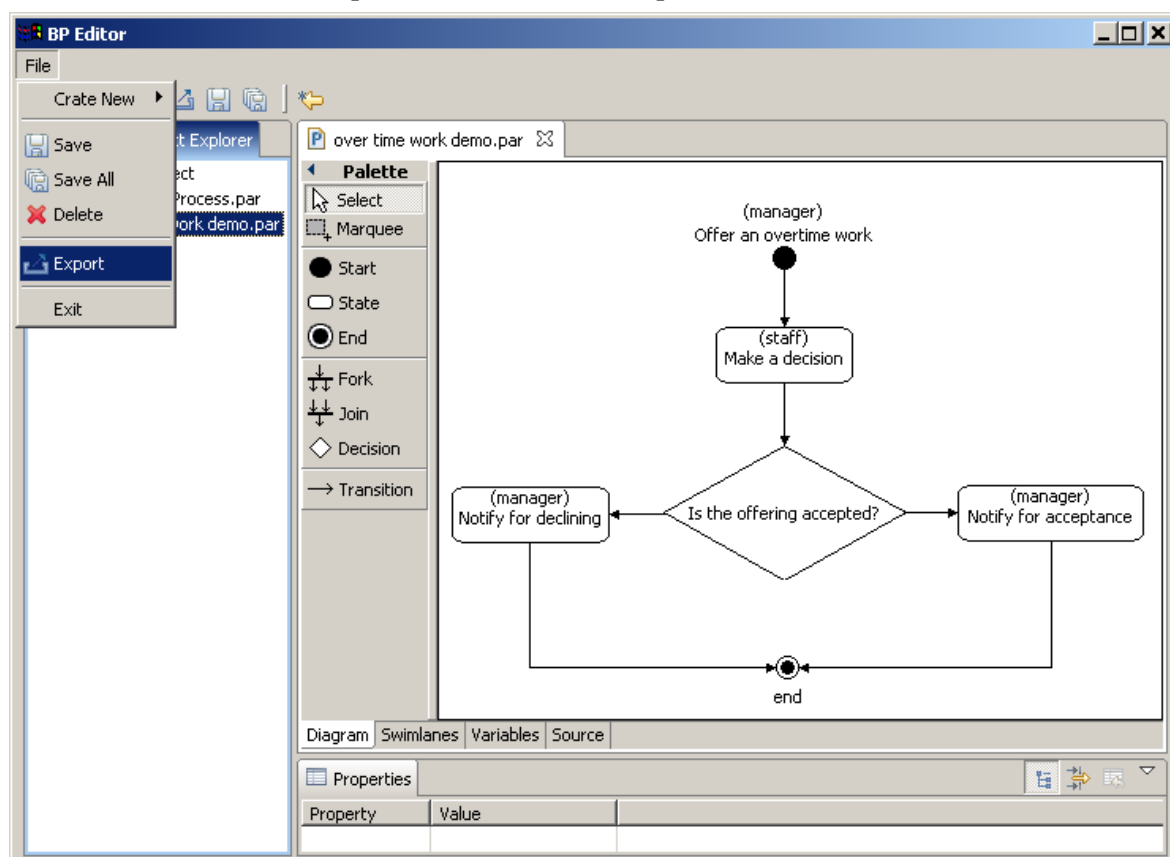 BP Editor
File
Crate New
Save
Save All
Delete
Export
Exit
ct Explorer
ect
Process.par
ork demo.par
over time work demo.par
Palette
Select
Marquee
Start
State
End
Fork
Join
Decision
Transition
(manager)
Offer an overtime work
(staff)
Make a decision
Is the offering accepted?
(manager)
Notify for declining
(manager)
Notify for acceptance
end
Diagram Swimlanes Variables Source
Properties
Property Value